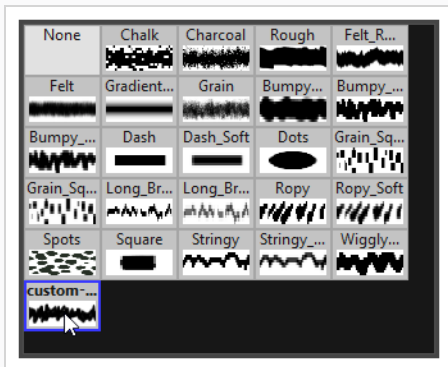 None Chalk Charcoal Rough Felt_R...
Felt Gradient... Grain Bumpy... Bumpy_...
Bumpy_... Dash Dash_Soft Dots Grain_Sq...
Grain_Sq... Long_Br... Long_Br... Ropy Ropy_Soft
Spots Square Stringy Stringy_... Wiggly...
custom-...